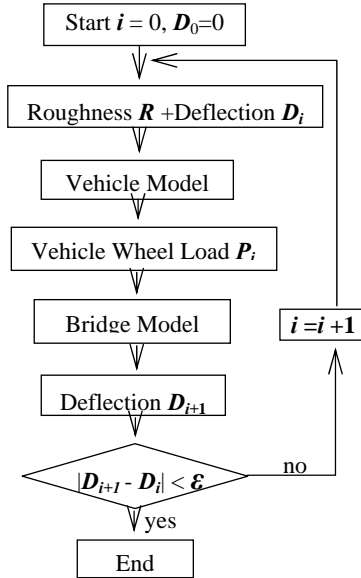 Start i = 0, D₀=0
Roughness R +Deflection Dᵢ
Vehicle Model
Vehicle Wheel Load Pᵢ
Bridge Model
i =i +1
Deflection Dᵢ₊₁
|Dᵢ₊₁ - Dᵢ| < ε
no
yes
End